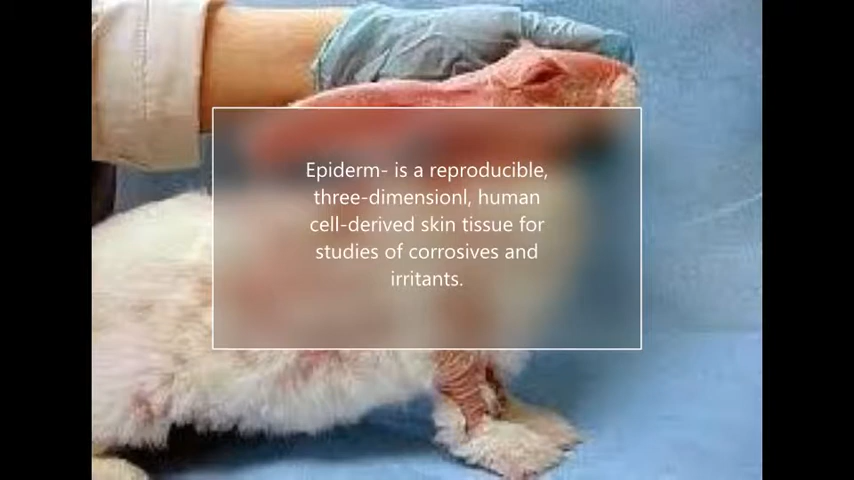 Epiderm- is a reproducible,
three-dimensionl, human
cell-derived skin tissue for
studies of corrosives and
irritants.